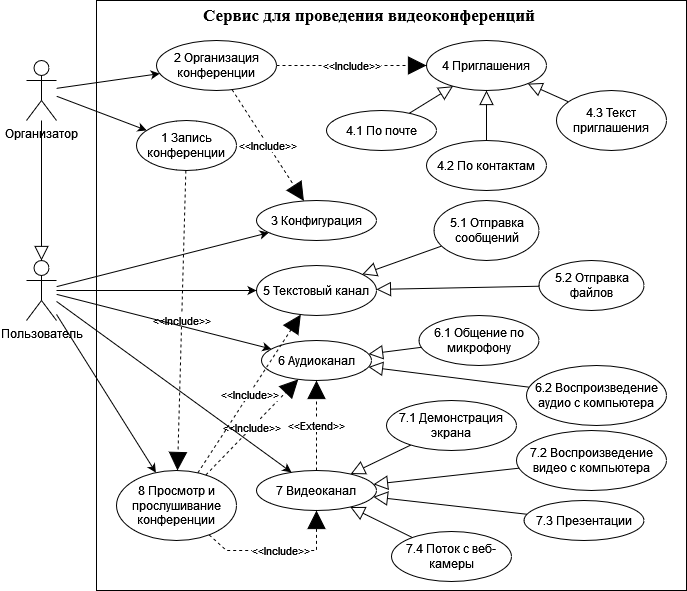 Сервис для проведения видеоконференций
2 Организация
конференции
<<Include>>
4 Приглашения
4.1 По почте
4.3 Текст
приглашения
4.2 По контактам
Организатор
1 Запись
конференции
<<Include>>
3 Конфигурация
5.1 Отправка
сообщений
5 Текстовый канал
5.2 Отправка
файлов
Пользователь
<<Include>>
6.1 Общение по
микрофону
6 Аудиоканал
6.2 Воспроизведение
аудио с компьютера
<<Include>>
<<Include>>
<<Extend>>
7.1 Демонстрация
экрана
7.2 Воспроизведение
видео с компьютера
8 Просмотр и
прослушивание
конференции
7 Видеоканал
7.3 Презентации
<<Include>>
7.4 Поток с веб-
камеры